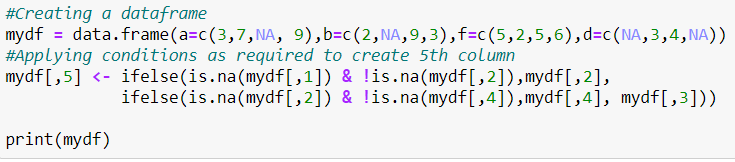 #Creating a dataframe
mydf = data.frame(a=c(3,7,NA, 9),b=c(2,NA,9,3),f=c(5,2,5,6),d=c(NA,3,4,NA))
#Applying conditions as required to create 5th column
mydf[,5] <- ifelse(is.na(mydf[,1]) & !is.na(mydf[,2]),mydf[,2],
ifelse(is.na(mydf[,2]) & !is.na(mydf[,4]),mydf[,4], mydf[,3]))
print(mydf)